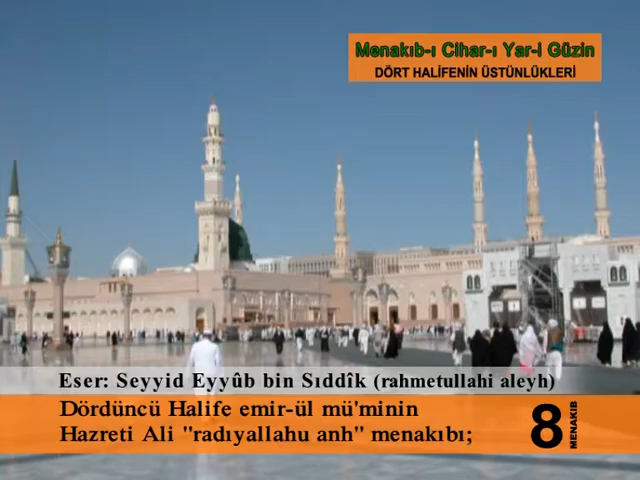 Menakıb-ı Cihar-ı Yar-i Güzin
DÖRT HALİFENİN ÜSTÜNLÜKLERİ
Eser: Seyyid Eyyûb bin Sıddîk (rahmetullahi aleyh)
Dördüncü Halife emir-ül mü'minin
Hazreti Ali "radıyallahu anh" menakıbı;
8
MENAKIB